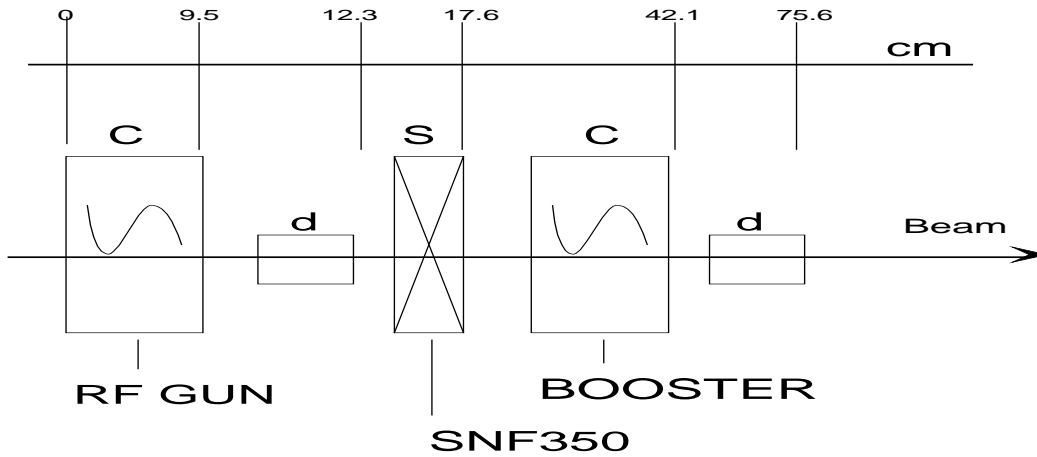 0 9.5 12.3 17.6 42.1 75.6
cm
C S C
d d
Beam
RF GUN BOOSTER
SNF350